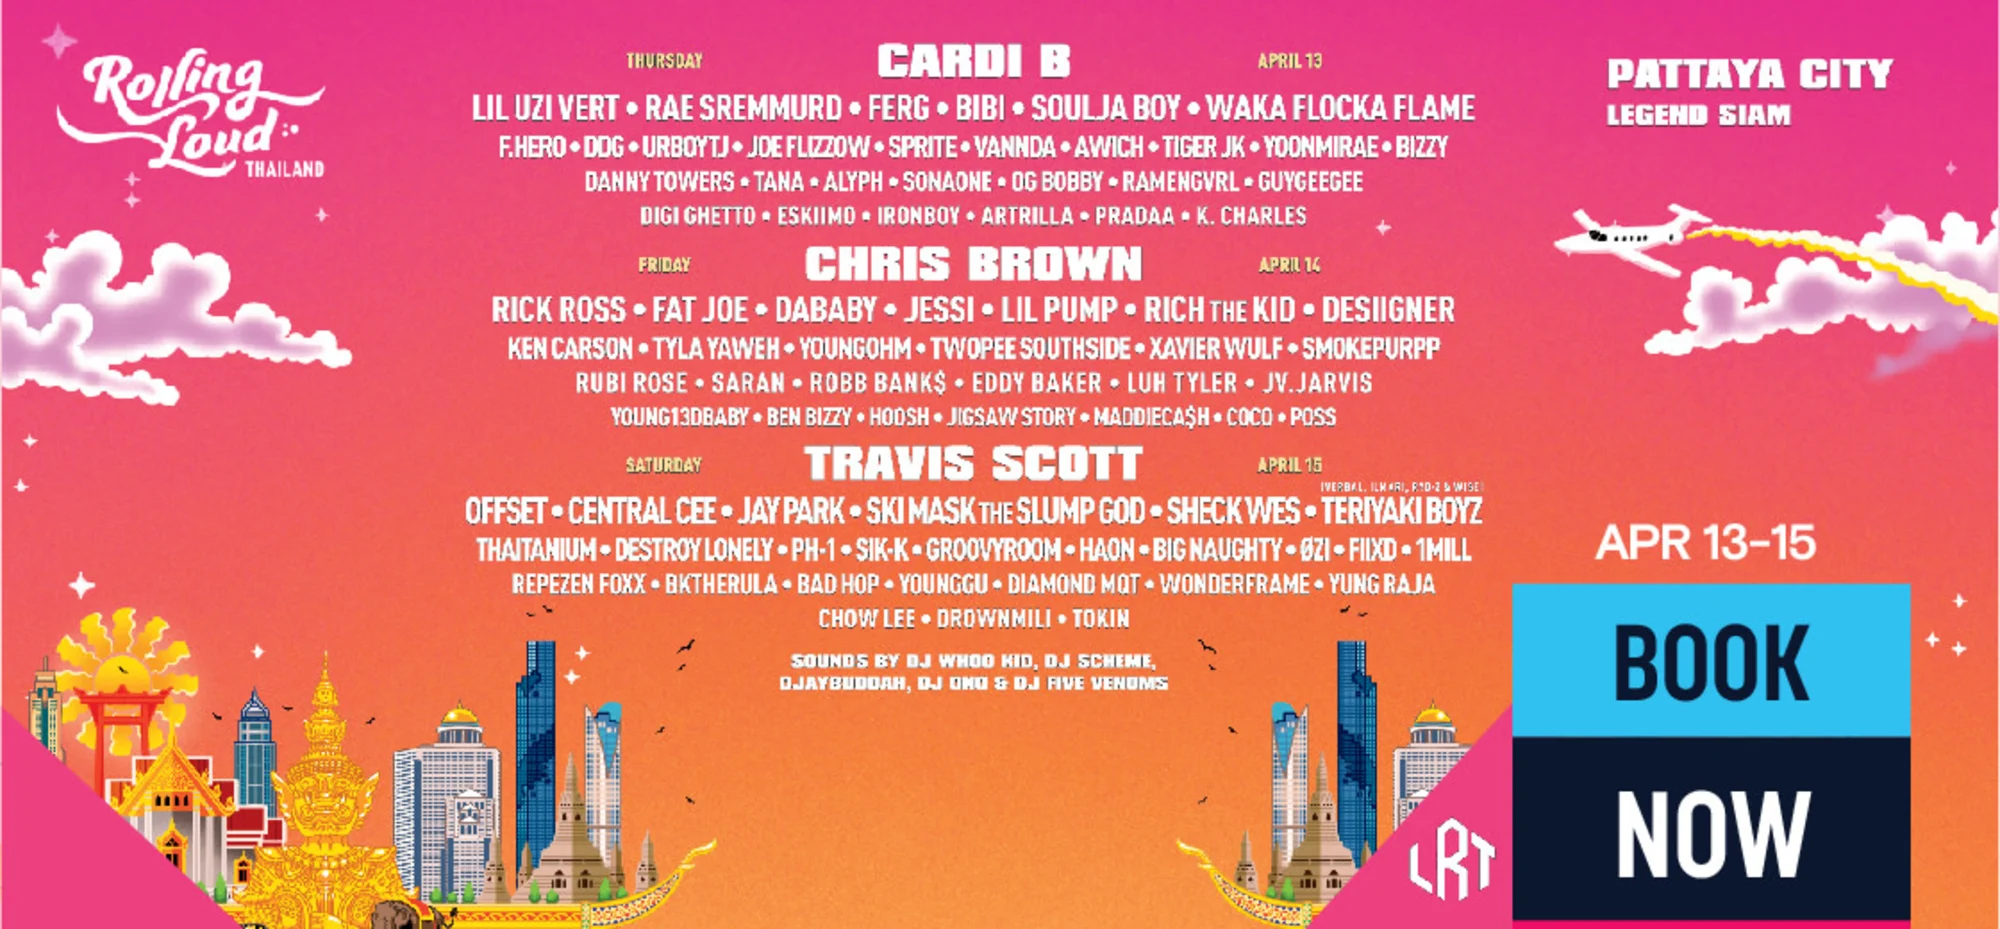 Rolling
Loud
THAILAND
THURSDAY CARDI B APRIL 13
LIL UZI VERT • RAE SREMMURD • FERG • BIBI • SOULJA BOY • WAKA FLOCKA FLAME
F.HERO • DDG • URBOYTJ • JOE FLIZZOW • SPRITE • VANNDA • AWICH • TIGER JK • YOONMIRAE • BIZZY
DANNY TOWERS • TANA • ALYPH • SONAONE • OG BOBBY • RAMENGVRL • GUYGEEGEE
DIGI GHETTO • ESKIIMO • IRONBOY • ARTRILLA • PRADAA • K. CHARLES
FRIDAY CHRIS BROWN APRIL 14
RICK ROSS • FAT JOE • DABABY • JESSI • LIL PUMP • RICH THE KID • DESIIGNER
KEN CARSON • TYLA YAWEH • YOUNGOHM • TWOPEE SOUTHSIDE • XAVIER WULF • SMOKEPURPP
RUBI ROSE • SARAN • ROBB BANK$ • EDDY BAKER • LUH TYLER • JV.JARVIS
YOUNG13DBABY • BEN BIZZY • HOOSH • JIGSAW STORY • MADDIECA$H • COCO • POSS
SATURDAY TRAVIS SCOTT APRIL 15
(VERBAL, ILMARI, RYO-Z & WISE)
OFFSET • CENTRAL CEE • JAY PARK • SKI MASK THE SLUMP GOD • SHECK WES • TERIYAKI BOYZ
THAITANIUM • DESTROY LONELY • PH-1 • SIK-K • GROOVYROOM • HAON • BIG NAUGHTY • ØZI • FIIXD • 1MILL
REPEZEN FOXX • BKTHERULA • BAD HOP • YOUNGGU • DIAMOND MQT • WONDERFRAME • YUNG RAJA
CHOW LEE • DROWNMILI • TOKIN
SOUNDS BY DJ WHOO KID, DJ SCHEME,
DJAYBUDDAH, DJ ONO & DJ FIVE VENOMS
PATTAYA CITY
LEGEND SIAM
APR 13-15
BOOK
NOW
LRT